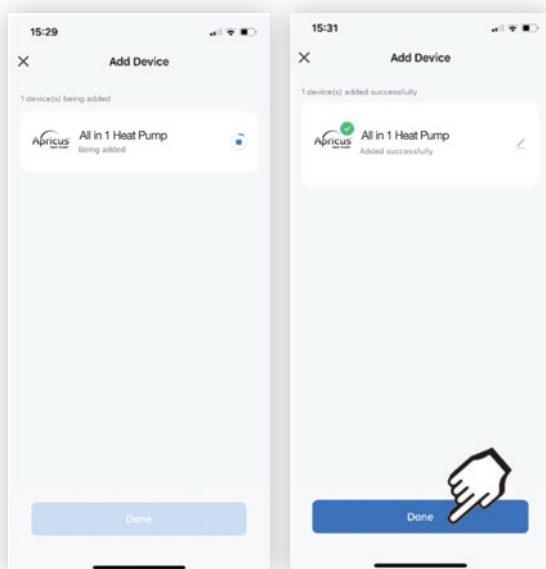 15:29
Add Device
1 device(s) being added
Apricus
All in 1 Heat Pump
Being added
Done
15:31
Add Device
1 device(s) added successfully
Apricus
All in 1 Heat Pump
Added successfully
Done